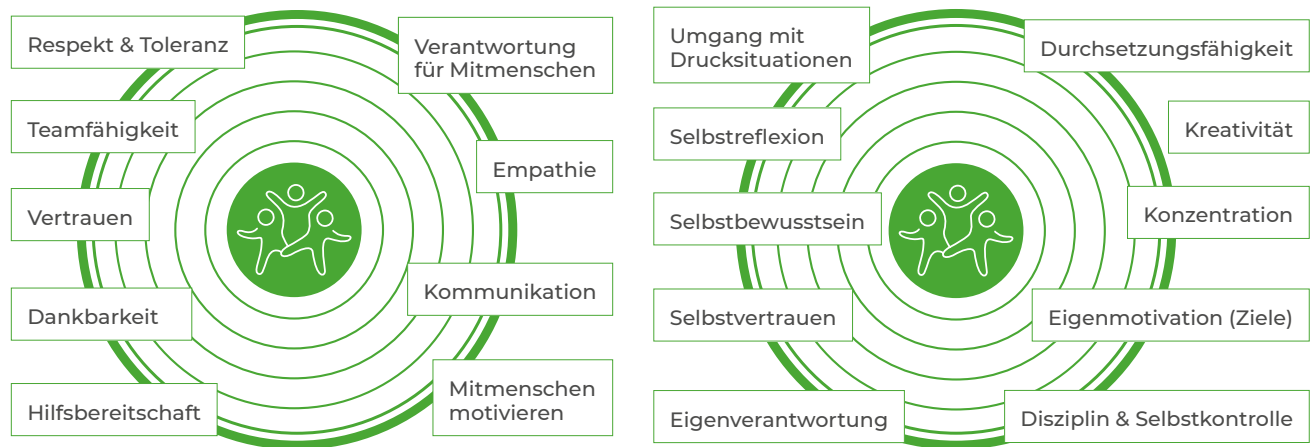 Respekt & Toleranz
Teamfähigkeit
Vertrauen
Dankbarkeit
Hilfsbereitschaft
Verantwortung
für Mitmenschen
Empathie
Kommunikation
Mitmenschen
motivieren
Umgang mit
Drucksituationen
Selbstreflexion
Selbstbewusstsein
Selbstvertrauen
Eigenverantwortung
Durchsetzungsfähigkeit
Kreativität
Konzentration
Eigenmotivation (Ziele)
Disziplin & Selbstkontrolle